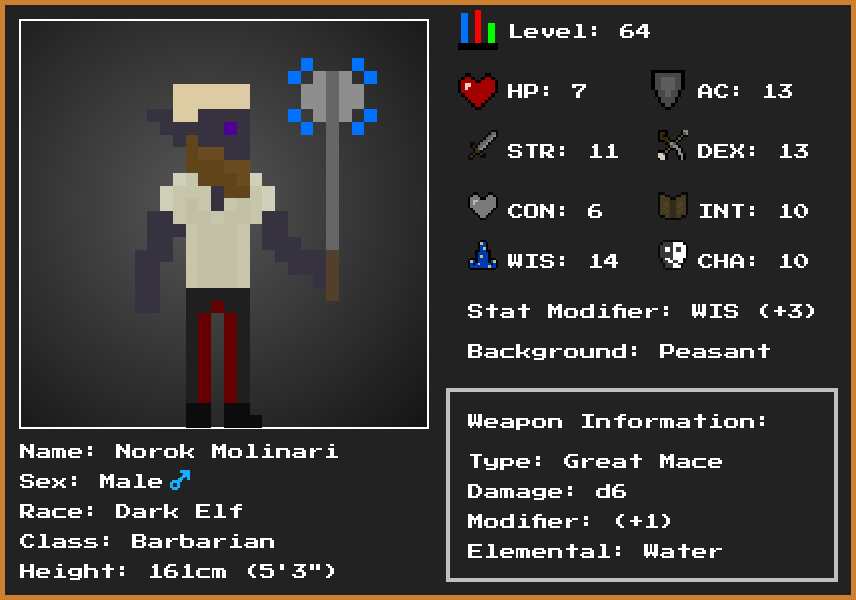 Level: 64
HP: 7
AC: 13
STR: 11
DEX: 13
CON: 6
INT: 10
WIS: 14
CHA: 10
Stat Modifier: WIS (+3)
Background: Peasant
Weapon Information:
Type: Great Mace
Damage: d6
Modifier: (+1)
Elemental: Water
Name: Norok Molinari
Sex: Male♂
Race: Dark Elf
Class: Barbarian
Height: 161cm (5'3")